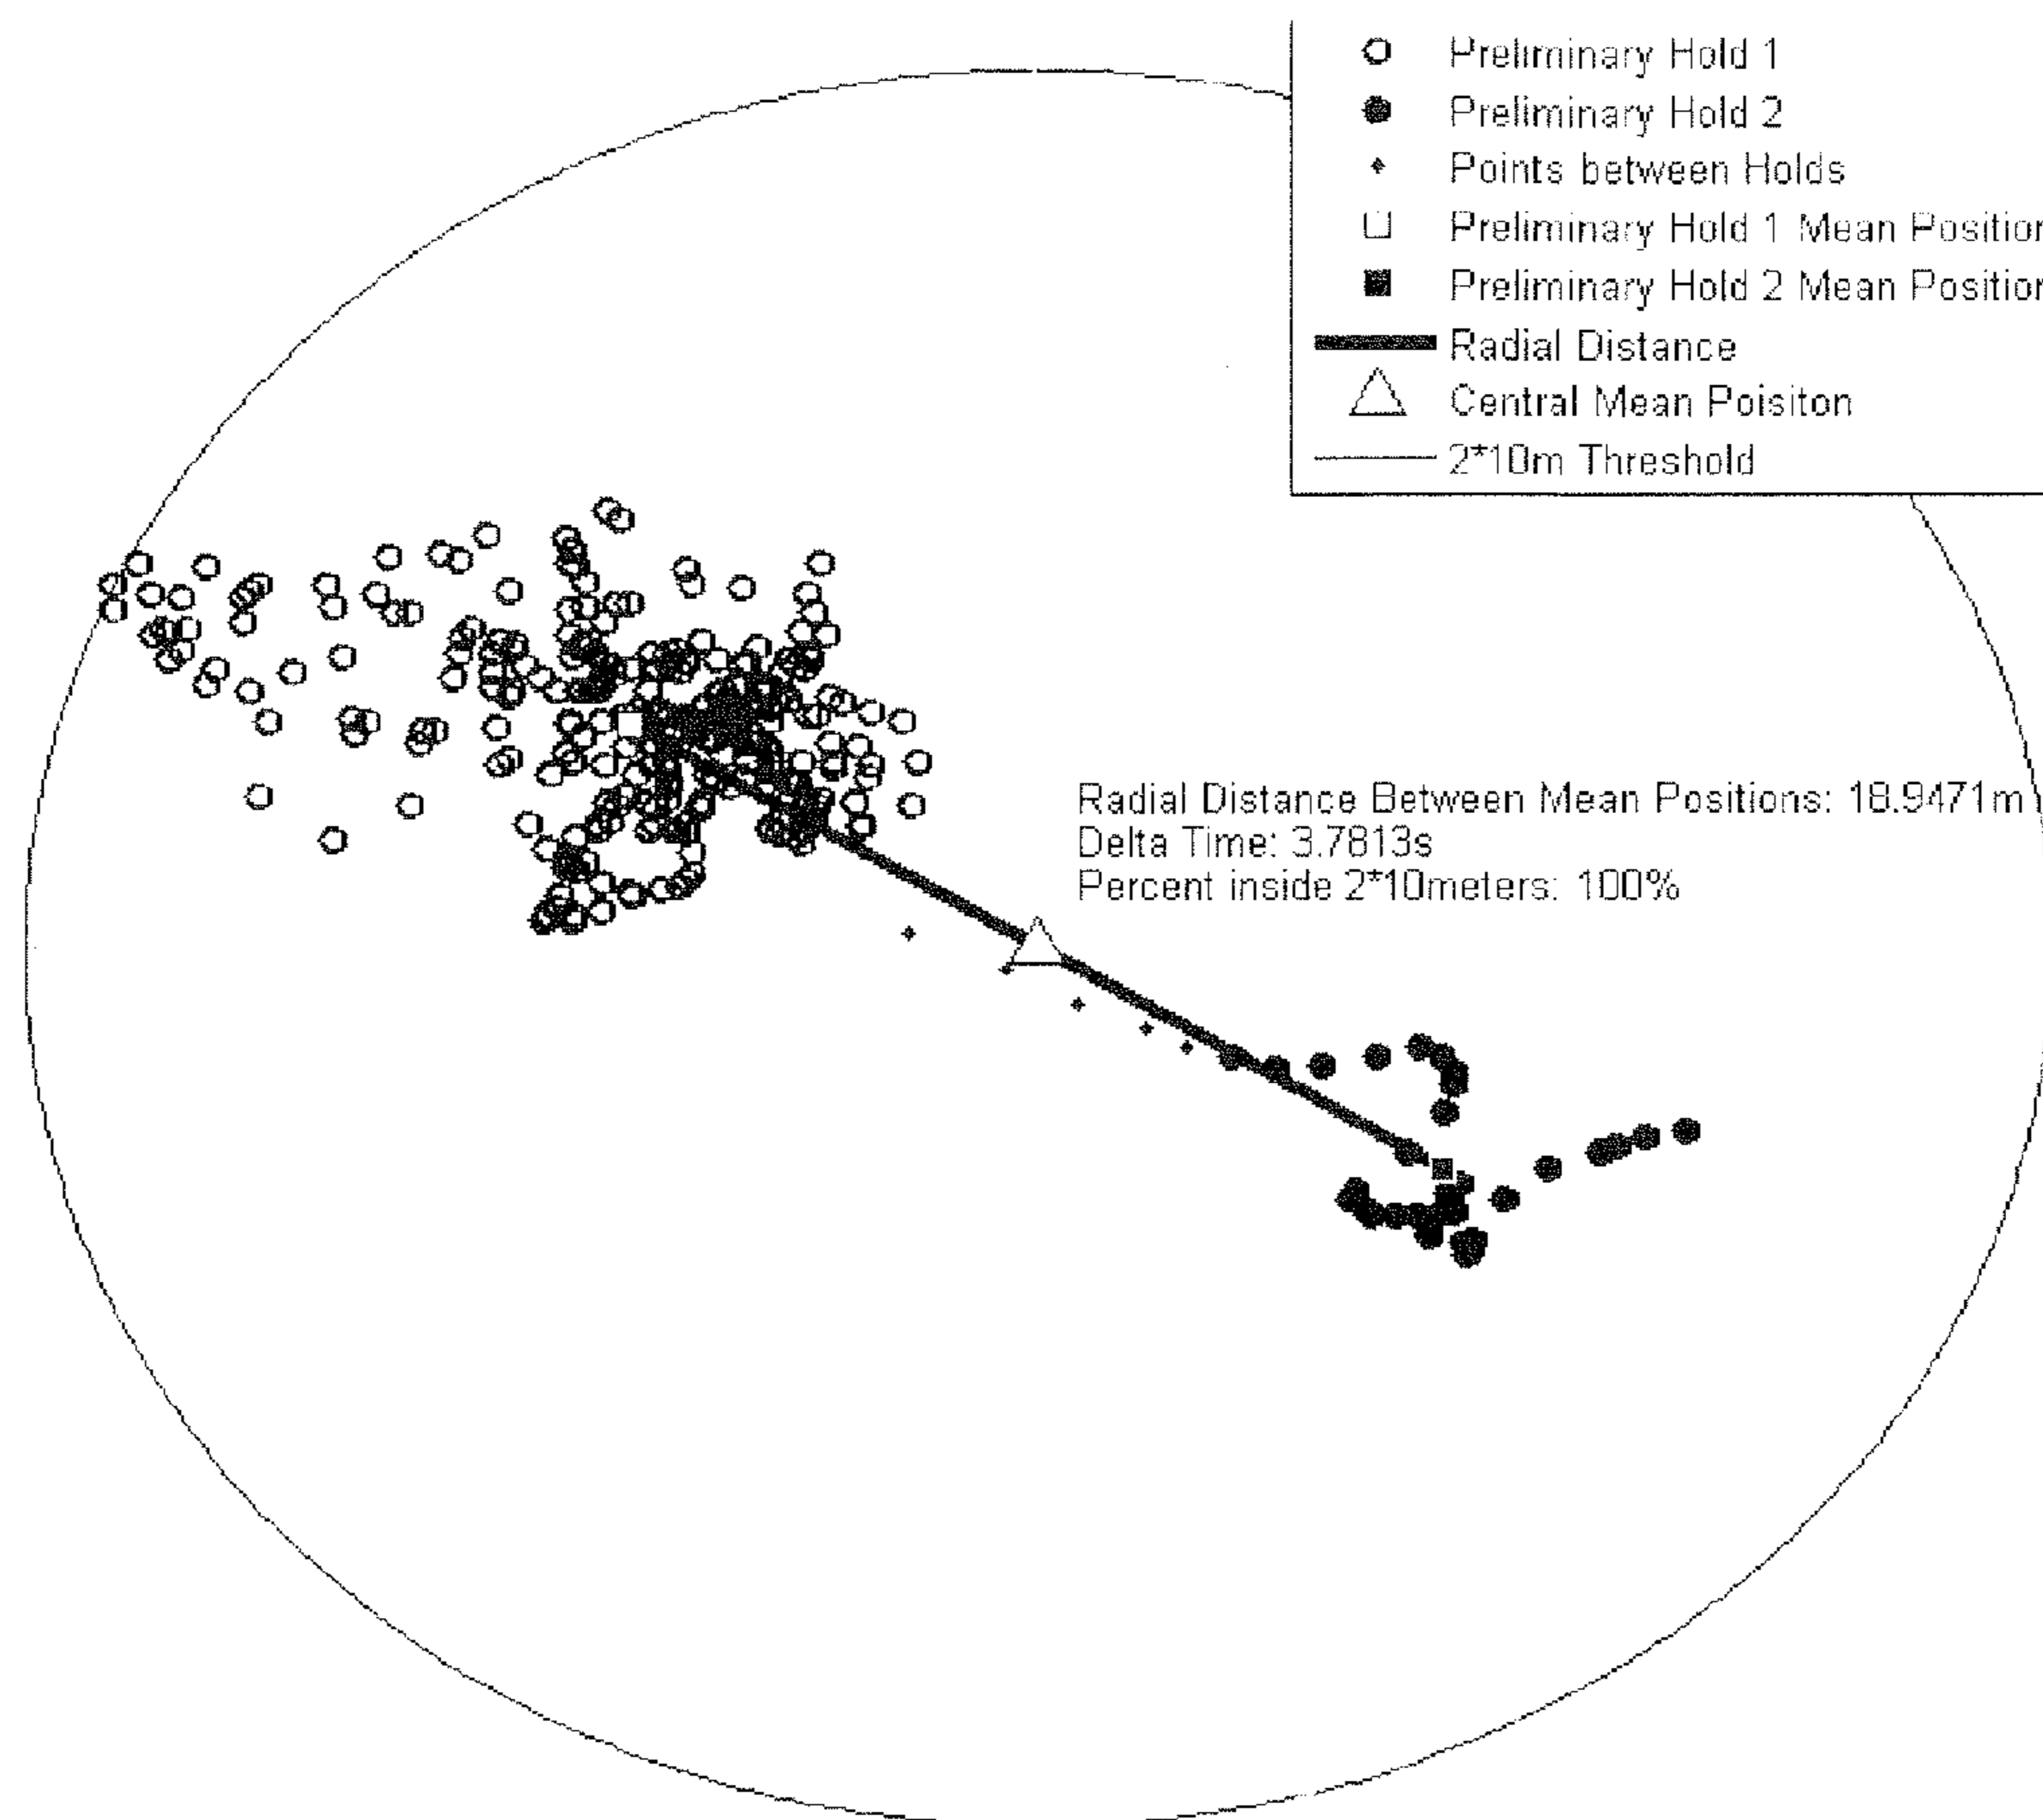 Preliminary Hold 1
Preliminary Hold 2
Points between Holds
Preliminary Hold 1 Mean Position
Preliminary Hold 2 Mean Position
Radial Distance
Central Mean Poisiton
2*10m Threshold
Radial Distance Between Mean Positions: 18.9471m
Delta Time: 3.7813s
Percent inside 2*10meters: 100%